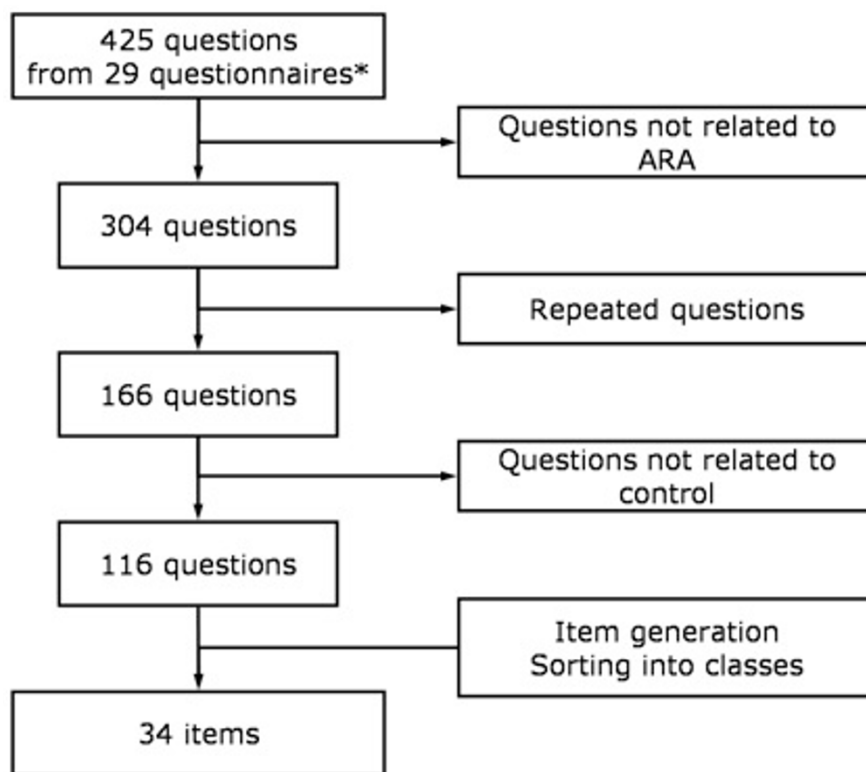 425 questions
from 29 questionnaires*
Questions not related to
ARA
304 questions
Repeated questions
166 questions
Questions not related to
control
116 questions
Item generation
Sorting into classes
34 items